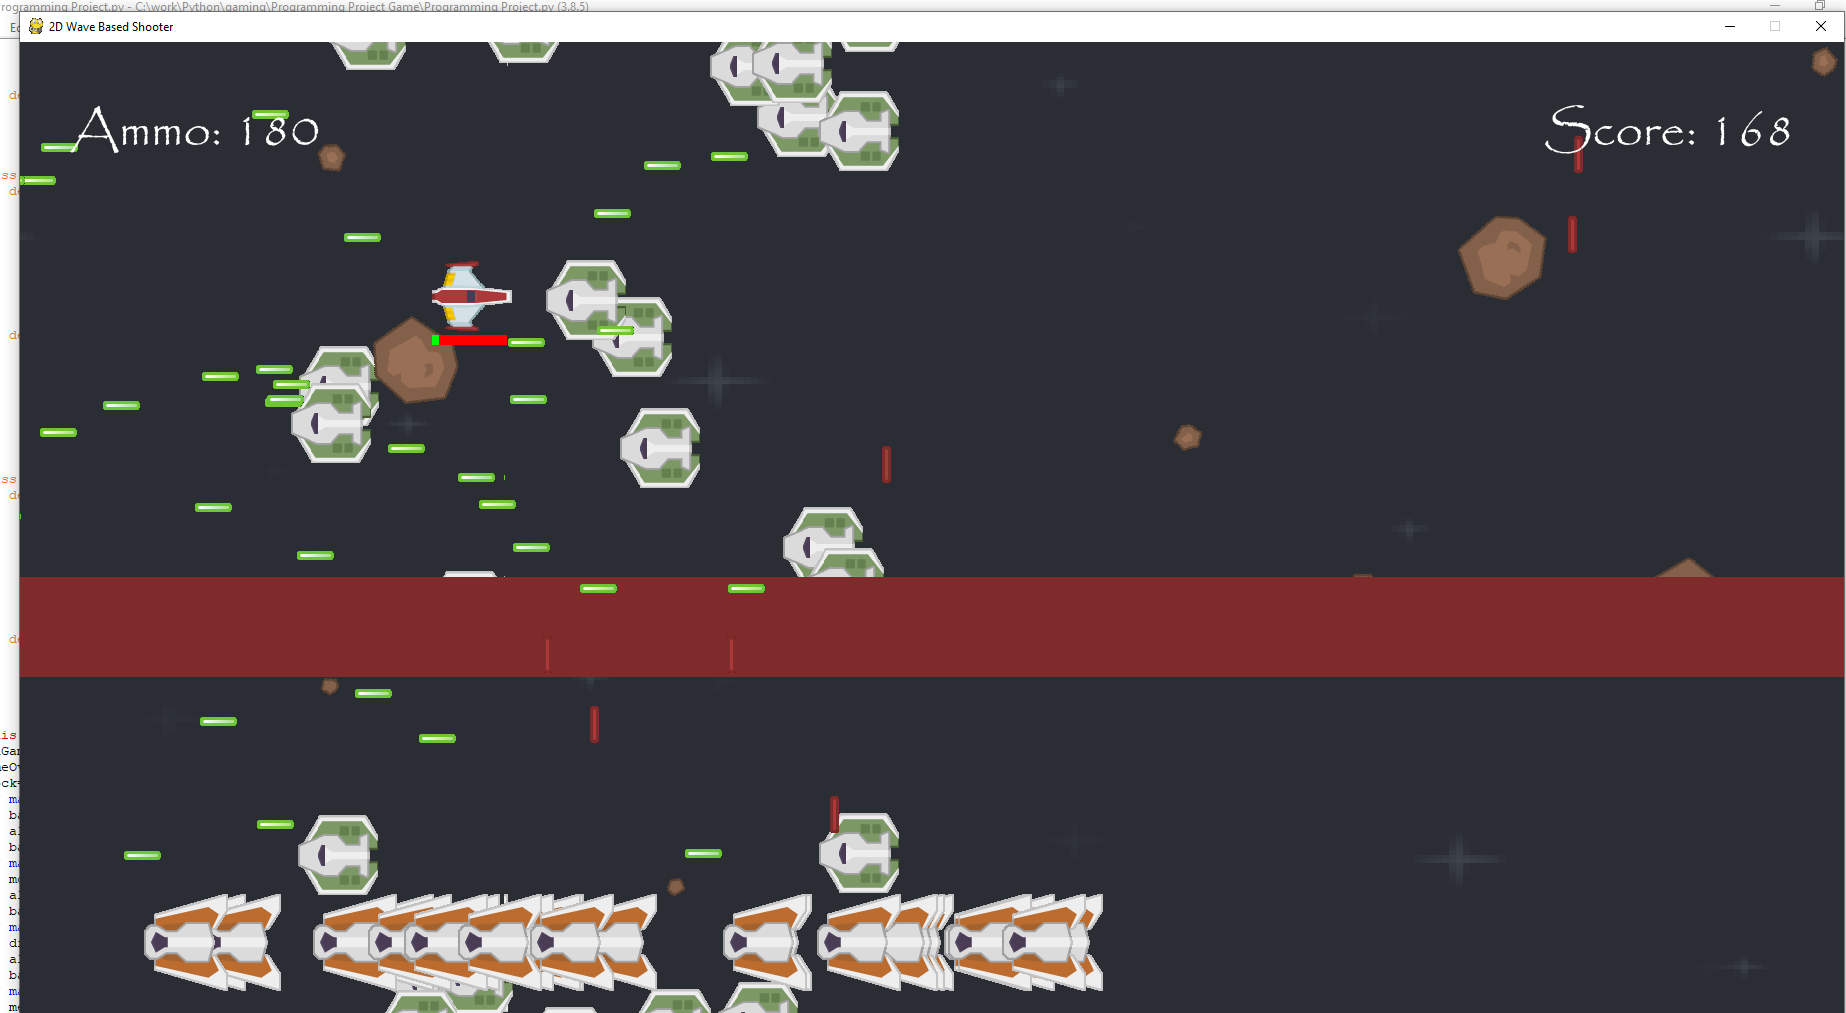 rogramming Project.py - C:\work\Python\gaming\Programming Project Game\Programming Project.py (3.8.5)
2D Wave Based Shooter
Ammo: 180
Score: 168